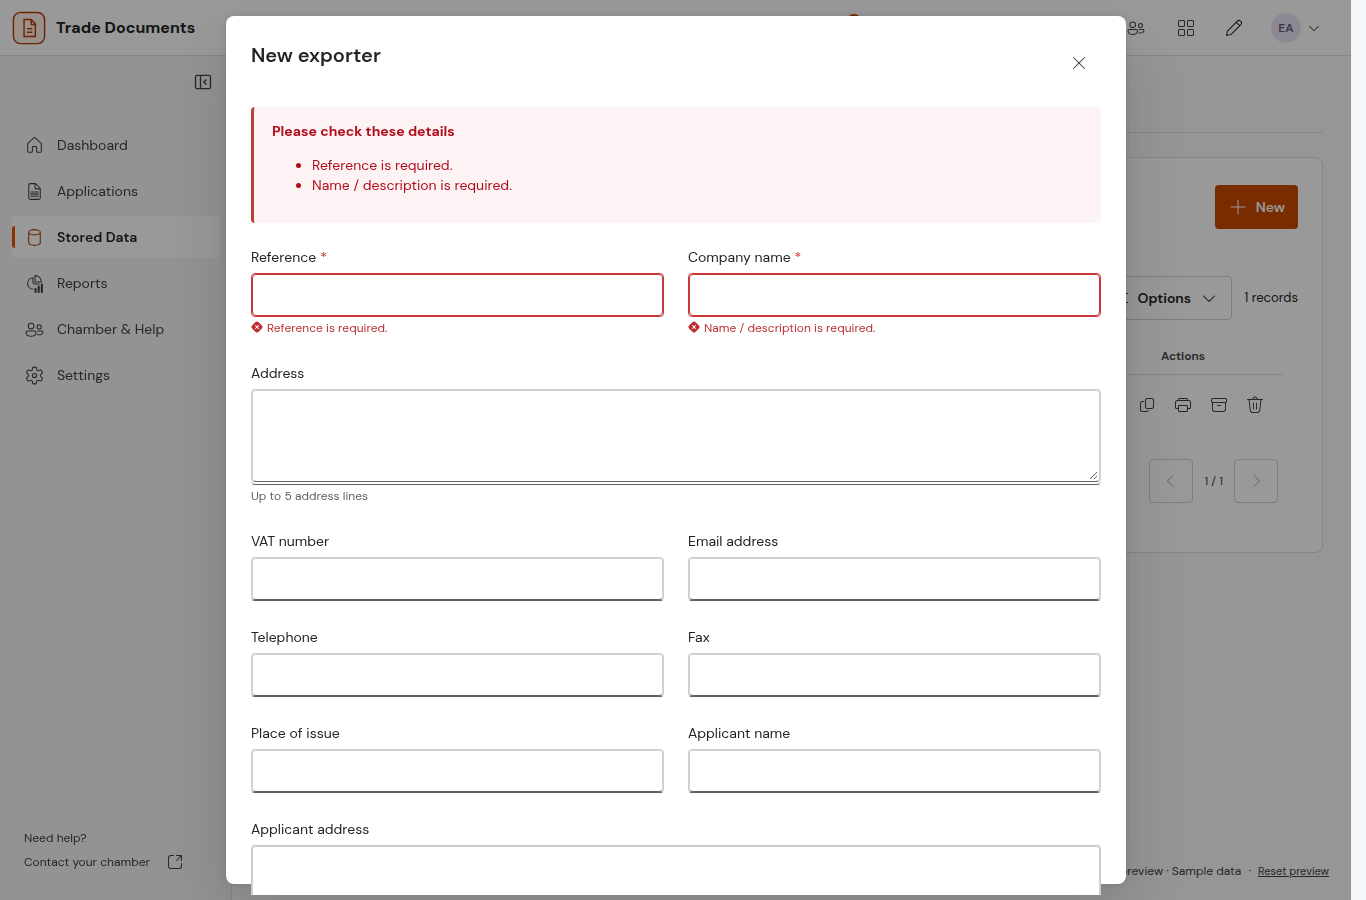 Trade Documents
EA
New exporter
Please check these details
Reference is required.
Name / description is required.
Dashboard
Applications
Stored Data
Reports
Chamber & Help
Settings
New
Reference *
Company name *
Reference is required.
Name / description is required.
Options
1 records
Actions
Address
Up to 5 address lines
1 / 1
VAT number
Email address
Telephone
Fax
Place of issue
Applicant name
Applicant address
Need help?
Contact your chamber
· Sample data · Reset preview